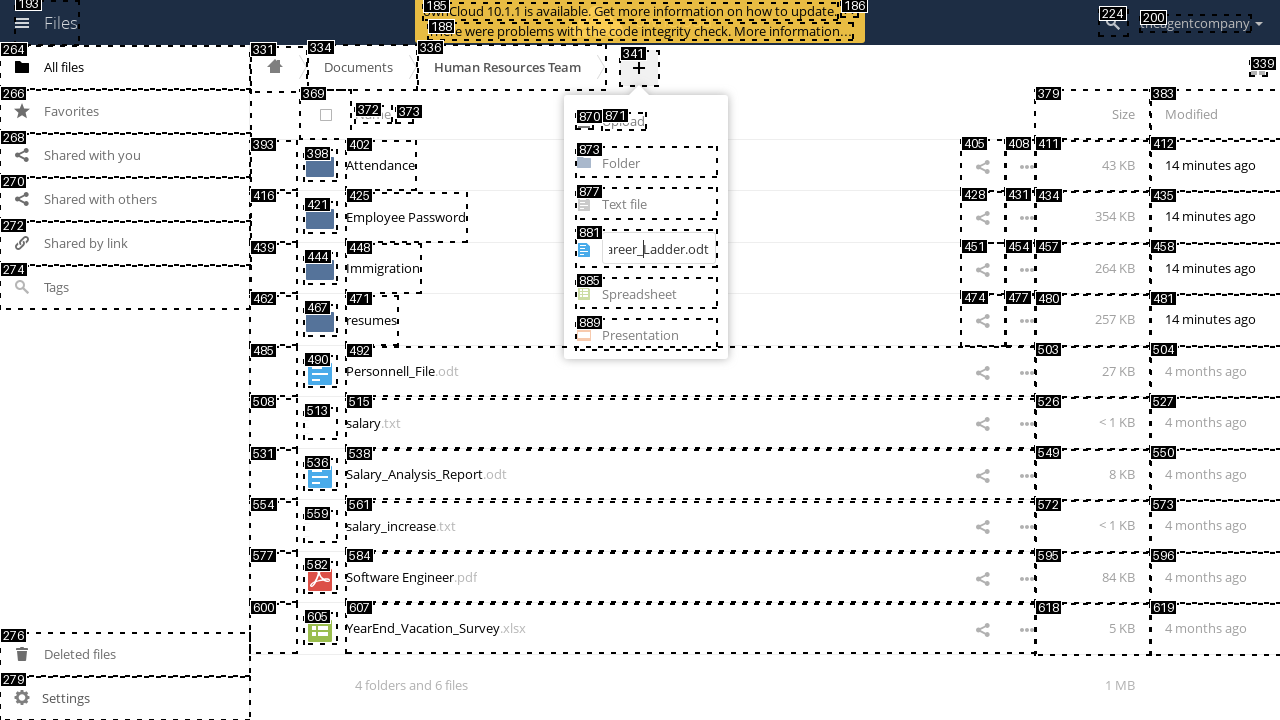 193
Files
185
ownCloud 10.1.1 is available. Get more information on how to update.
186
188
There were problems with the code integrity check. More information…
224
200
theagentcompany
264
All files
266
Favorites
268
Shared with you
270
Shared with others
272
Shared by link
274
Tags
276
Deleted files
279
Settings
331
334
Documents
336
Human Resources Team
341
+
339
369
372
Name
373
379
Size
383
Modified
870
871
Upload
873
Folder
877
Text file
881
areer_Ladder.odt
885
Spreadsheet
889
Presentation
393
398
402
Attendance
405
408
411
43 KB
412
14 minutes ago
416
421
425
Employee Password
428
431
434
354 KB
435
14 minutes ago
439
444
448
Immigration
451
454
457
264 KB
458
14 minutes ago
462
467
471
resumes
474
477
480
257 KB
481
14 minutes ago
485
490
492
Personnell_File.odt
503
27 KB
504
4 months ago
508
513
515
salary.txt
526
< 1 KB
527
4 months ago
531
536
538
Salary_Analysis_Report.odt
549
8 KB
550
4 months ago
554
559
561
salary_increase.txt
572
< 1 KB
573
4 months ago
577
582
584
Software Engineer.pdf
595
84 KB
596
4 months ago
600
605
607
YearEnd_Vacation_Survey.xlsx
618
5 KB
619
4 months ago
4 folders and 6 files
1 MB